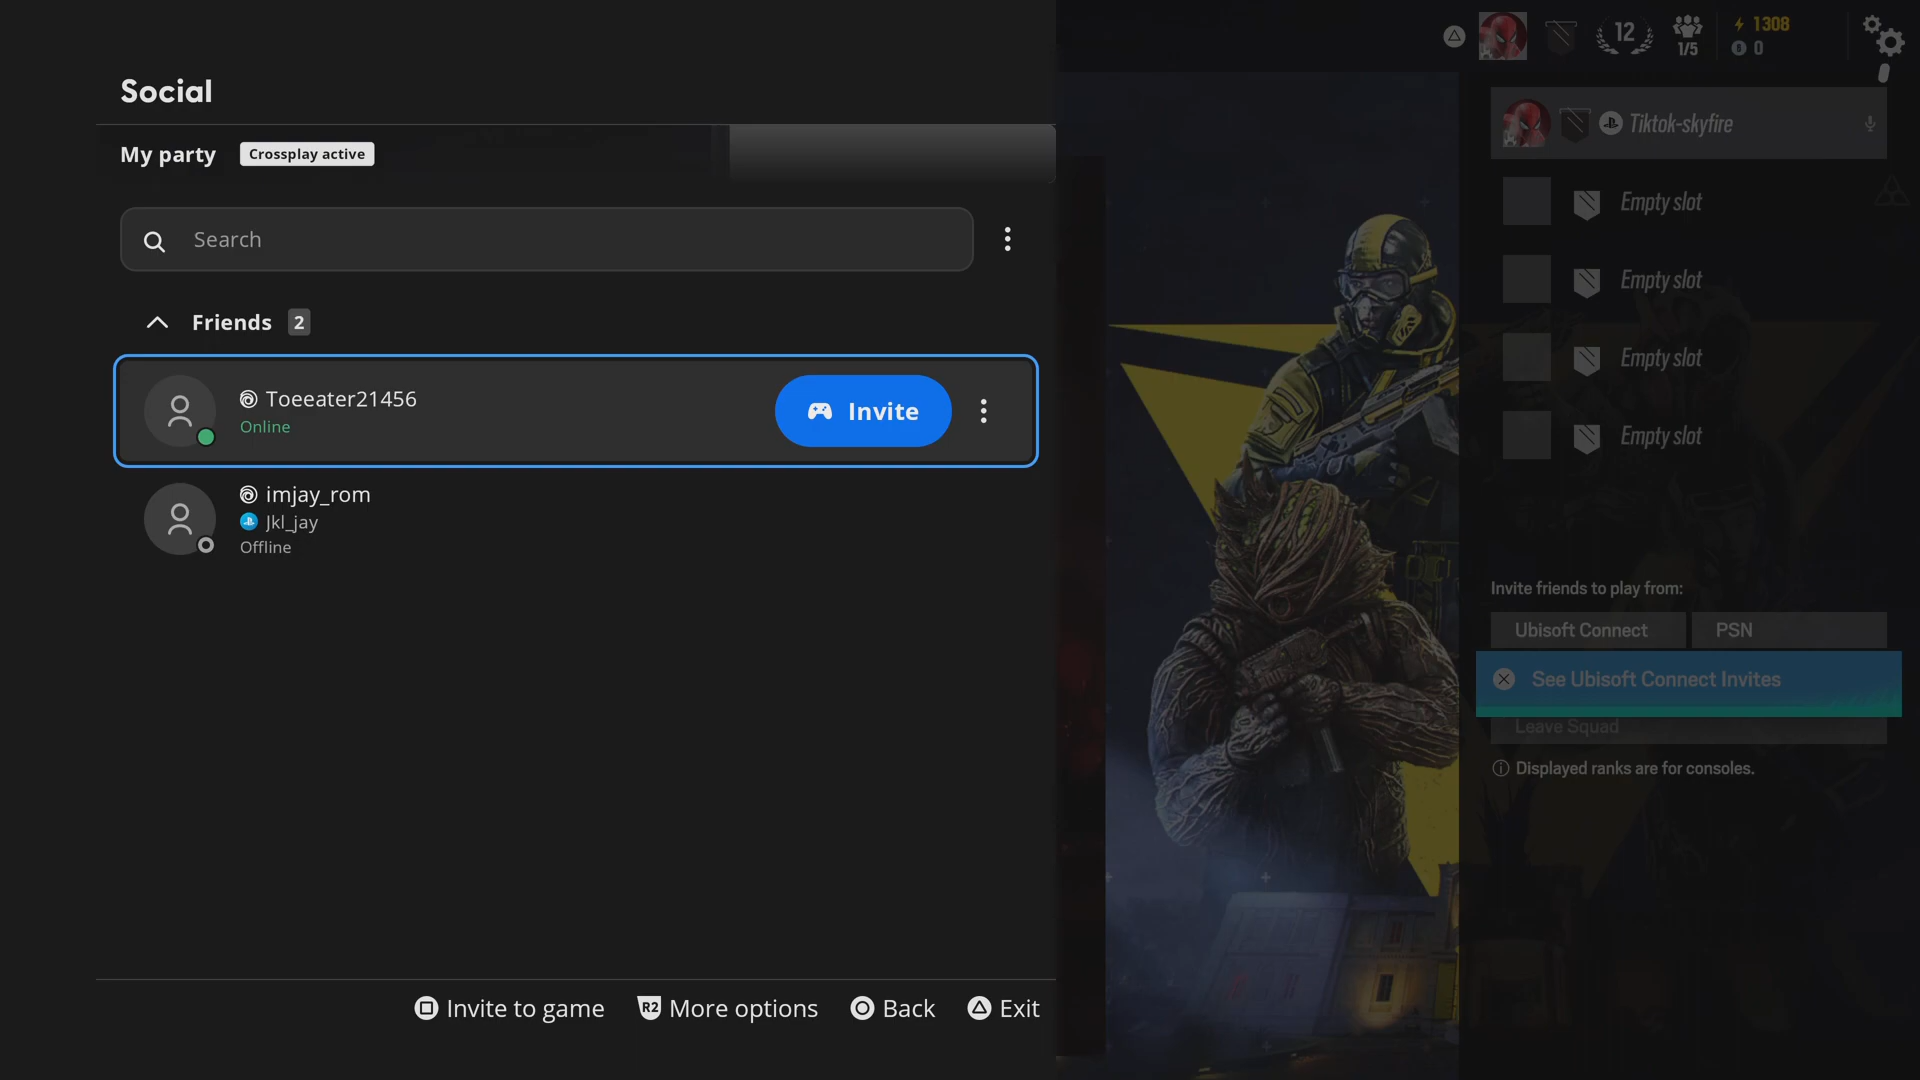 Social
My party
Crossplay active
Search
Friends 2
Toeeater21456
Online
Invite
imjay_rom
Jkl_jay
Offline
Invite to game
R2 More options
Back
Exit
12
1/5
1308
0
Tiktok-skyfire
Empty slot
Empty slot
Empty slot
Empty slot
Invite friends to play from:
Ubisoft Connect
PSN
See Ubisoft Connect Invites
Leave Squad
Displayed ranks are for consoles.